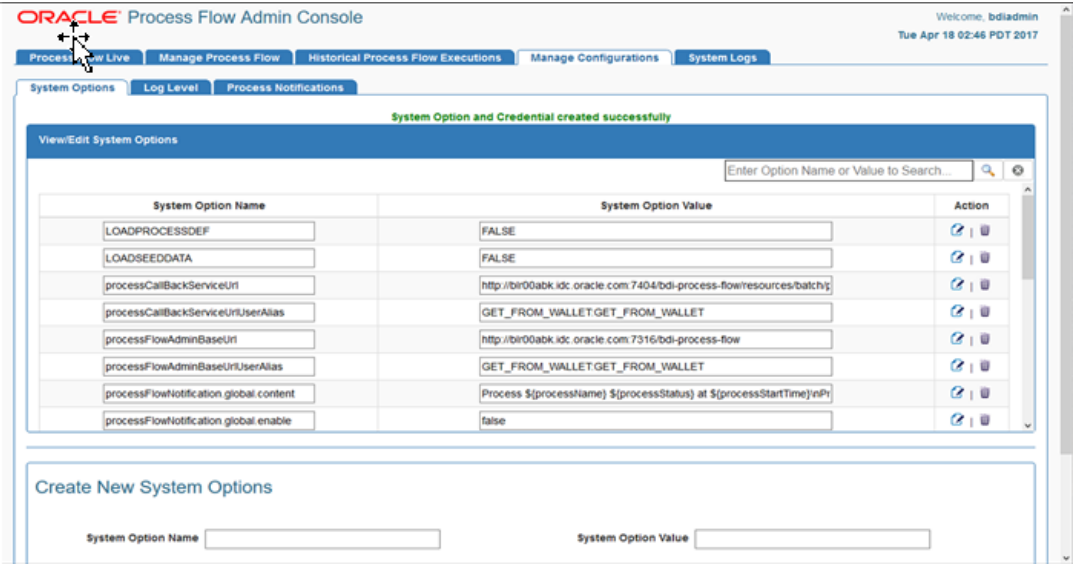 ORACLE Process Flow Admin Console
Welcome, bdiadmin
Tue Apr 18 02:46 PDT 2017
Process Flow Live Manage Process Flow Historical Process Flow Executions Manage Configurations System Logs
System Options Log Level Process Notifications
System Option and Credential created successfully
View/Edit System Options
Enter Option Name or Value to Search...
System Option Name System Option Value Action
LOADPROCESSDEF FALSE |
LOADSEEDDATA FALSE |
processCallBackServiceUrl http://blr00abk.idc.oracle.com:7404/bdi-process-flow/resources/batch/p |
processCallBackServiceUrlUserAlias GET_FROM_WALLET:GET_FROM_WALLET |
processFlowAdminBaseUrl http://blr00abk.idc.oracle.com:7316/bdi-process-flow |
processFlowAdminBaseUrlUserAlias GET_FROM_WALLET:GET_FROM_WALLET |
processFlowNotification.global.content Process ${processName} ${processStatus} at ${processStartTime}\nPr |
processFlowNotification.global.enable false |
Create New System Options
System Option Name System Option Value